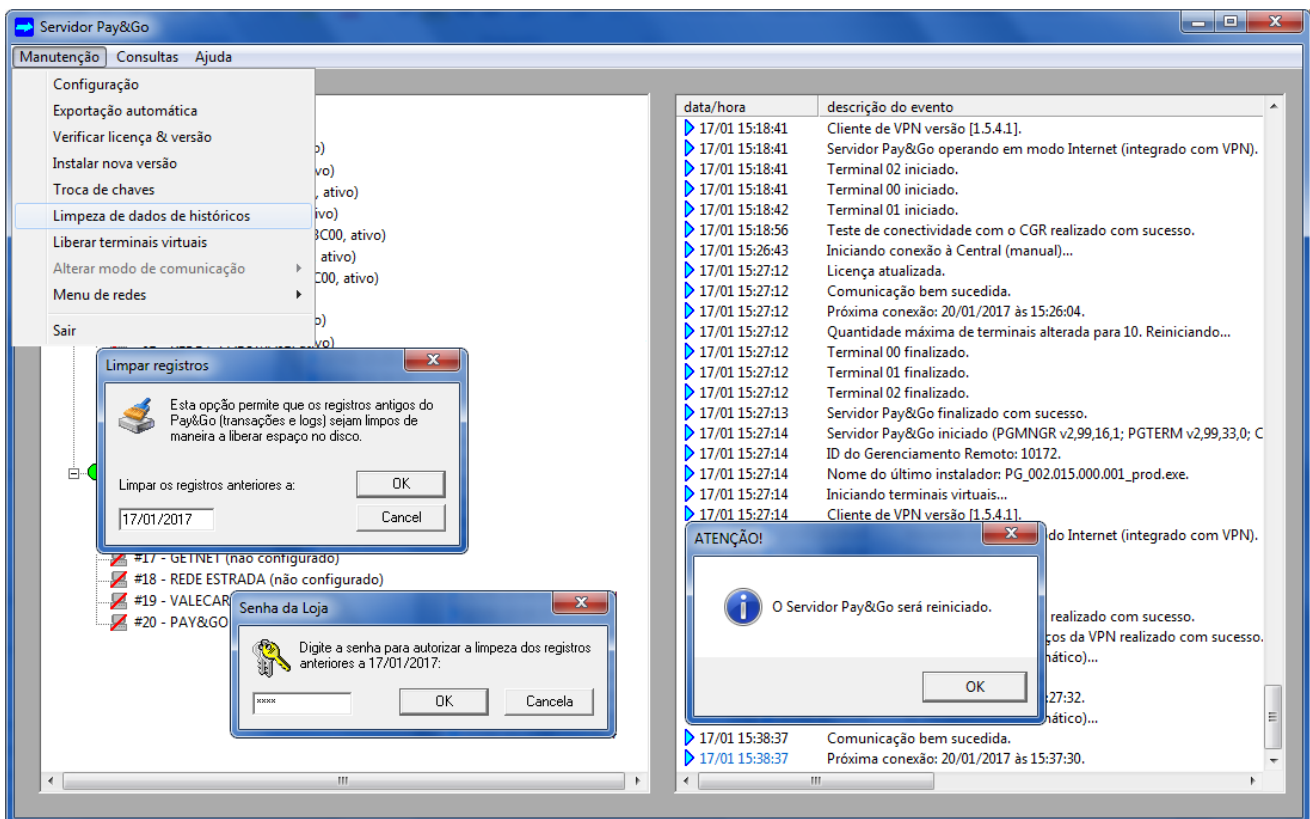 Servidor Pay&Go
Manutenção Consultas Ajuda
Configuração
Exportação automática
Verificar licença & versão
Instalar nova versão
Troca de chaves
Limpeza de dados de históricos
Liberar terminais virtuais
Alterar modo de comunicação
Menu de redes
Sair
o)
vo)
, ativo)
ivo)
3C00, ativo)
ativo)
C00, ativo)
o)
Limpar registros
Esta opção permite que os registros antigos do
Pay&Go (transações e logs) sejam limpos de
maneira a liberar espaço no disco.
Limpar os registros anteriores a:
OK
17/01/2017
Cancel
#17 - GETNET (não configurado)
#18 - REDE ESTRADA (não configurado)
#19 - VALECAR
#20 - PAY&GO
Senha da Loja
Digite a senha para autorizar a limpeza dos registros
anteriores a 17/01/2017:
****
OK
Cancela
data/hora descrição do evento
17/01 15:18:41 Cliente de VPN versão [1.5.4.1].
17/01 15:18:41 Servidor Pay&Go operando em modo Internet (integrado com VPN).
17/01 15:18:41 Terminal 02 iniciado.
17/01 15:18:41 Terminal 00 iniciado.
17/01 15:18:42 Terminal 01 iniciado.
17/01 15:18:56 Teste de conectividade com o CGR realizado com sucesso.
17/01 15:26:43 Iniciando conexão à Central (manual)...
17/01 15:27:12 Licença atualizada.
17/01 15:27:12 Comunicação bem sucedida.
17/01 15:27:12 Próxima conexão: 20/01/2017 às 15:26:04.
17/01 15:27:12 Quantidade máxima de terminais alterada para 10. Reiniciando...
17/01 15:27:12 Terminal 00 finalizado.
17/01 15:27:12 Terminal 01 finalizado.
17/01 15:27:12 Terminal 02 finalizado.
17/01 15:27:13 Servidor Pay&Go finalizado com sucesso.
17/01 15:27:14 Servidor Pay&Go iniciado (PGMNGR v2,99,16,1; PGTERM v2,99,33,0; C
17/01 15:27:14 ID do Gerenciamento Remoto: 10172.
17/01 15:27:14 Nome do último instalador: PG_002.015.000.001_prod.exe.
17/01 15:27:14 Iniciando terminais virtuais...
17/01 15:27:14 Cliente de VPN versão [1.5.4.1].
do Internet (integrado com VPN).
ATENÇÃO!
O Servidor Pay&Go será reiniciado.
OK
realizado com sucesso.
ços da VPN realizado com sucesso.
nático)...
:27:32.
nático)...
17/01 15:38:37 Comunicação bem sucedida.
17/01 15:38:37 Próxima conexão: 20/01/2017 às 15:37:30.